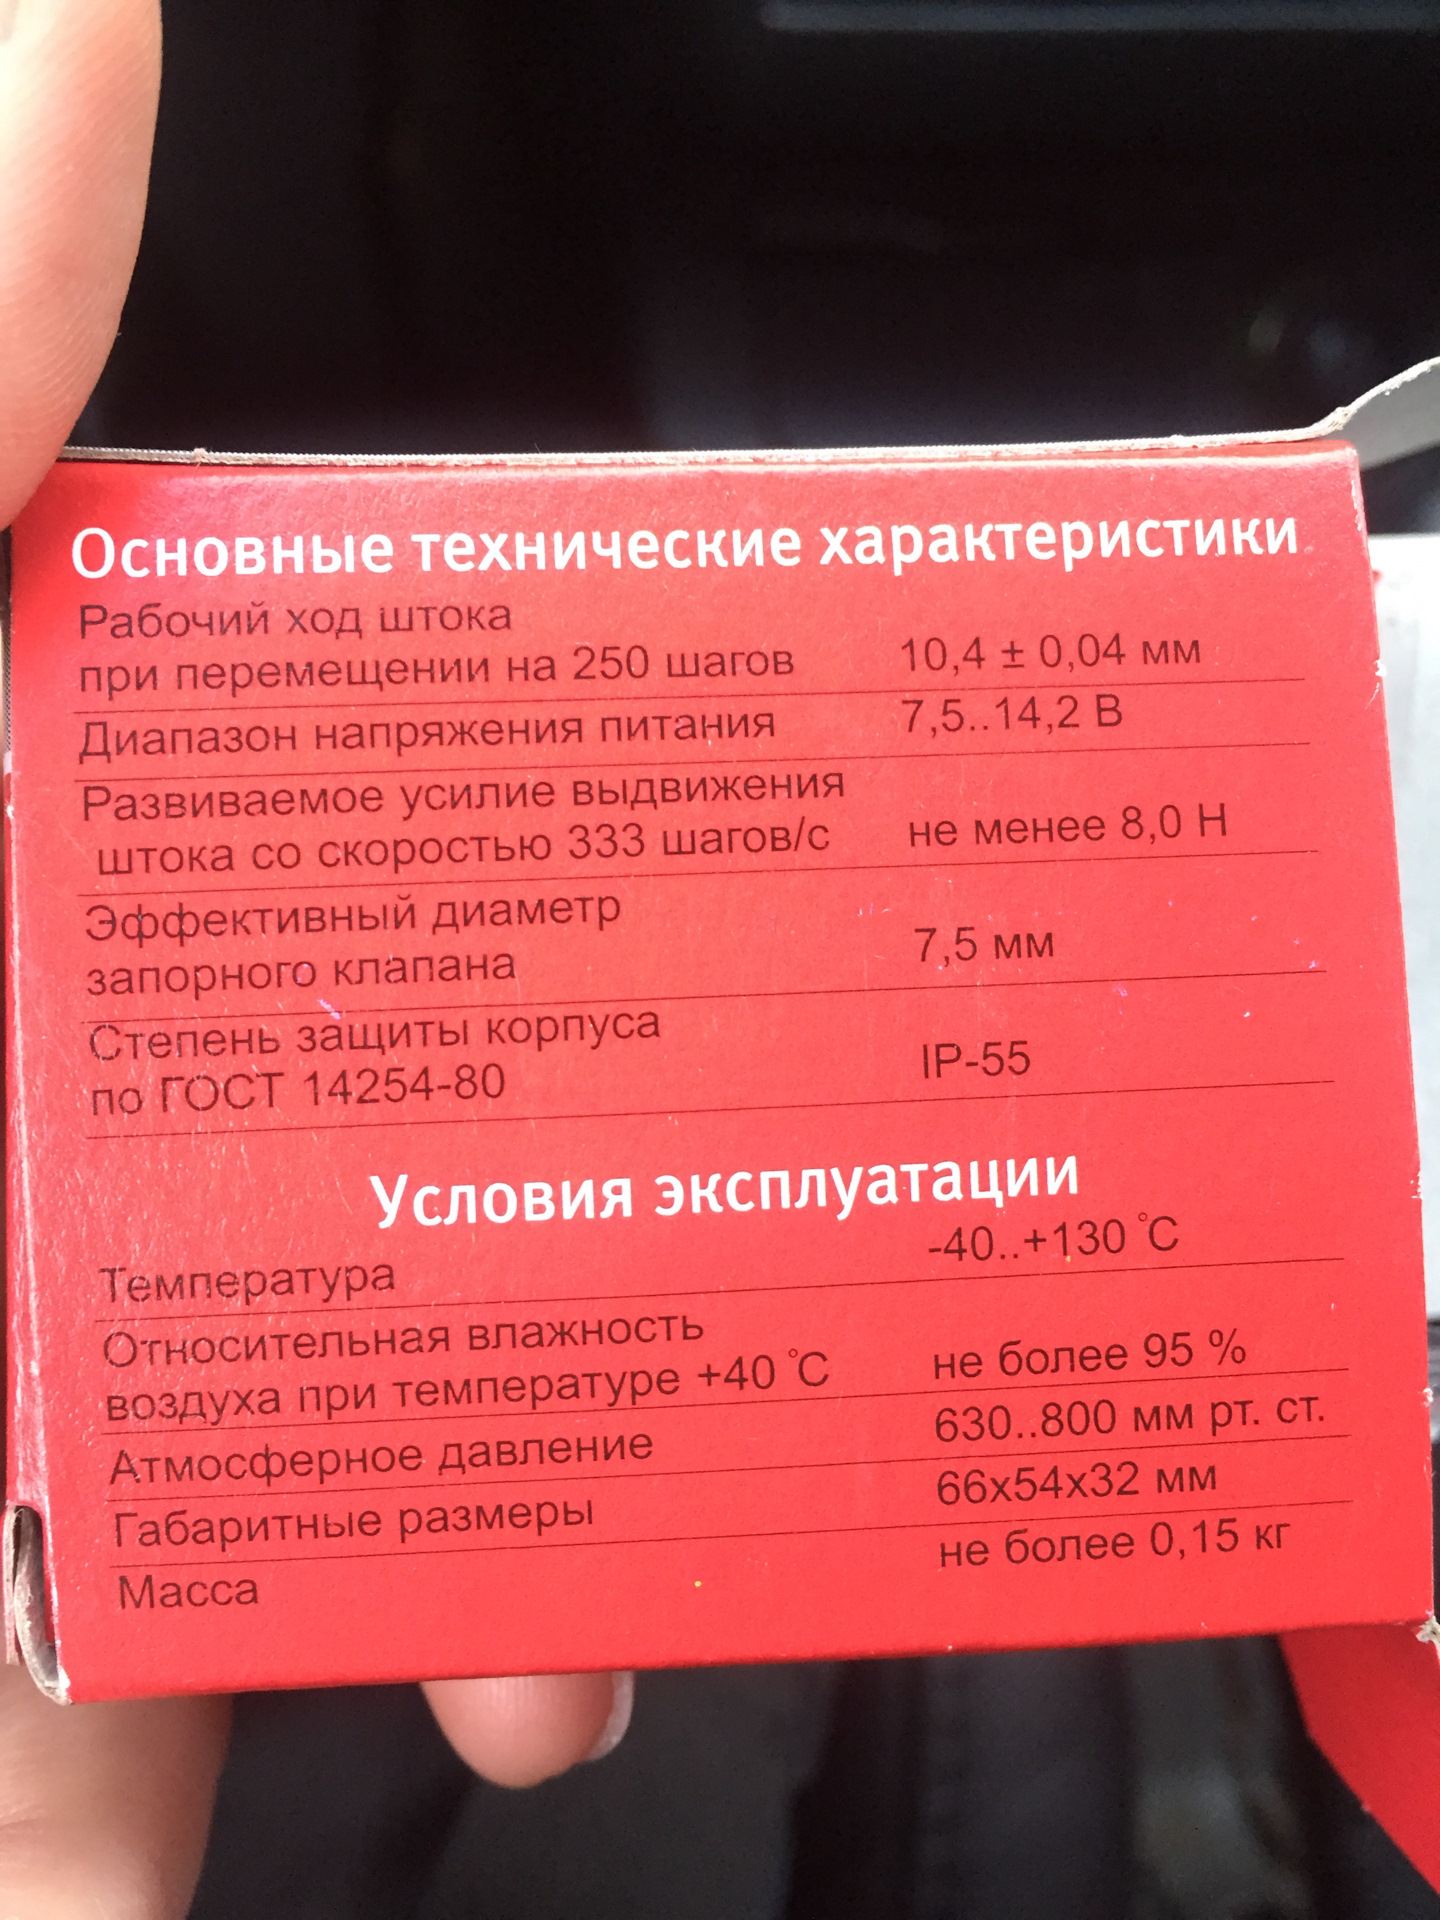 Основные технические характеристики
Рабочий ход штока
при перемещении на 250 шагов 10,4 ± 0,04 мм
Диапазон напряжения питания 7,5..14,2 В
Развиваемое усилие выдвижения
штока со скоростью 333 шагов/с не менее 8,0 Н
Эффективный диаметр
запорного клапана 7,5 мм
Степень защиты корпуса
по ГОСТ 14254-80 IP-55
Условия эксплуатации
Температура -40..+130 °С
Относительная влажность
воздуха при температуре +40 °С не более 95 %
Атмосферное давление 630..800 мм рт. ст.
Габаритные размеры 66х54х32 мм
Масса не более 0,15 кг